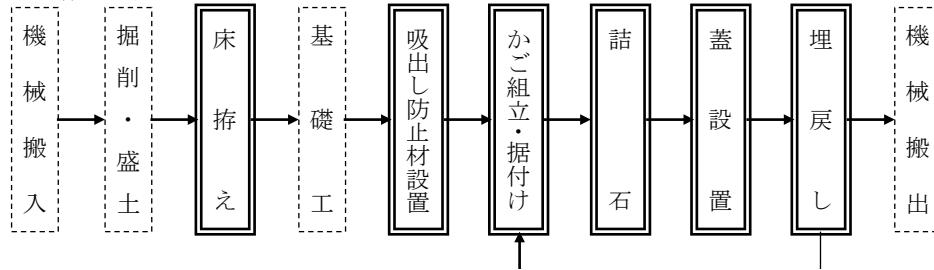 機械搬入
掘削・盛土
床拵え
基礎工
吸出し防止材設置
かご組立・据付け
詰石
蓋設置
埋戻し
機械搬出